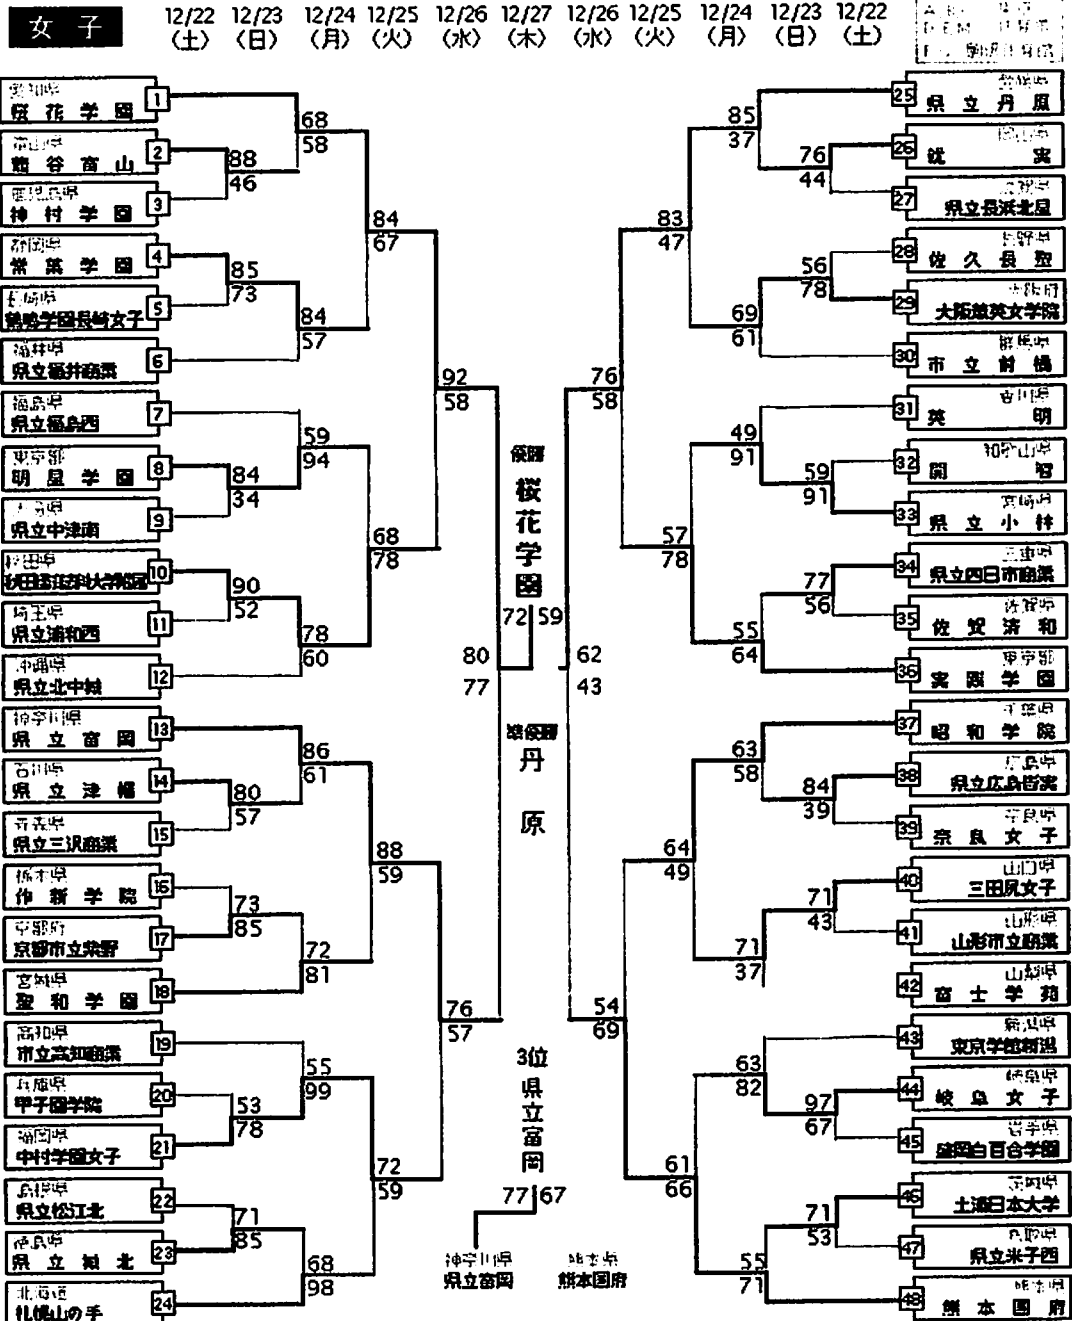 女子
12/22 12/23 12/24 12/25 12/26 12/27 12/26 12/25 12/24 12/23 12/22
(土) (日) (月) (火) (水) (木) (水) (火) (月) (日) (土)
愛知県
桜花学園 1
富山県
龍谷富山 2
鹿児島県
神村学園 3
静岡県
常葉学園 4
長崎県
鶴鳴学園長崎女子 5
福井県
県立福井商業 6
福島県
県立福島西 7
東京都
明星学園 8
大分県
県立中津南 9
秋田県
10
埼玉県
県立浦和西 11
沖縄県
県立北中城 12
神奈川県
県立富岡 13
石川県
県立津幡 14
青森県
県立三沢商業 15
栃木県
作新学院 16
京都府
京都市立紫野 17
宮城県
聖和学園 18
高知県
市立高知商業 19
兵庫県
甲子園学院 20
福岡県
中村学園女子 21
島根県
県立松江北 22
徳島県
県立城北 23
北海道
札幌山の手 24
88
46
85
73
84
34
90
52
80
57
73
85
53
78
71
85
68
58
84
57
59
94
78
60
86
61
72
81
55
99
68
98
84
67
68
78
88
59
72
59
92
58
76
57
80
77
優勝
桜花学園
72 59
準優勝
丹原
3位
県立富岡
77 67
神奈川県
県立富岡
熊本県
熊本国府
62
43
76
58
54
69
83
47
57
78
64
49
61
66
85
37
69
61
49
91
55
64
63
58
71
37
63
82
55
71
76
44
56
78
59
91
77
56
84
39
71
43
97
67
71
53
愛媛県
25 県立丹原
岡山県
26 就実
滋賀県
27 県立長浜北星
長野県
28 佐久長聖
大阪府
29 大阪薫英女学院
群馬県
30 市立前橋
香川県
31 英明
和歌山県
32 開智
宮崎県
33 県立小林
三重県
34 県立四日市商業
佐賀県
35 佐賀清和
東京都
36 実践学園
千葉県
37 昭和学院
広島県
38 県立広島皆実
奈良県
39 奈良女子
山口県
40 三田尻女子
山形県
41 山形市立商業
山梨県
42 富士学苑
新潟県
43 東京学館新潟
岐阜県
44 岐阜女子
岩手県
45 盛岡白百合学園
茨城県
46 土浦日本大学
鳥取県
47 県立米子西
熊本県
48 熊本国府